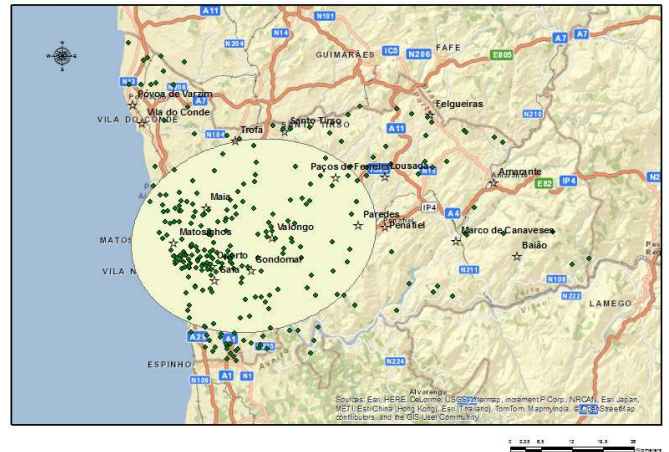 A11
N101
A7
A7
N14
IC5
FAFE
E805
N204
GUIMARÃES
N206
Póvoa de Varzim
A7
Felgueiras
N210
VILA DO CONDE
Vila do Conde
Santo Tirso
A11
N104
Trofa
Paços de Ferreira
Lousada
Amarante
E82
IP4
Maia
IP4
Paredes
A4
Matosinhos
Valongo
Penafiel
Marco de Canaveses
Oporto
Baião
VILA N
Gaia
Gondomar
N211
N108
N222
LAMEGO
A1
ESPINHO
N224
N109
A1
N1
Alvarenga
Sources: Esri, HERE, DeLorme, USGS, Intermap, increment P Corp., NRCAN, Esri Japan,
METI, Esri China (Hong Kong), Esri (Thailand), TomTom, MapmyIndia, © OpenStreetMap
contributors, and the GIS User Community
Kilometers